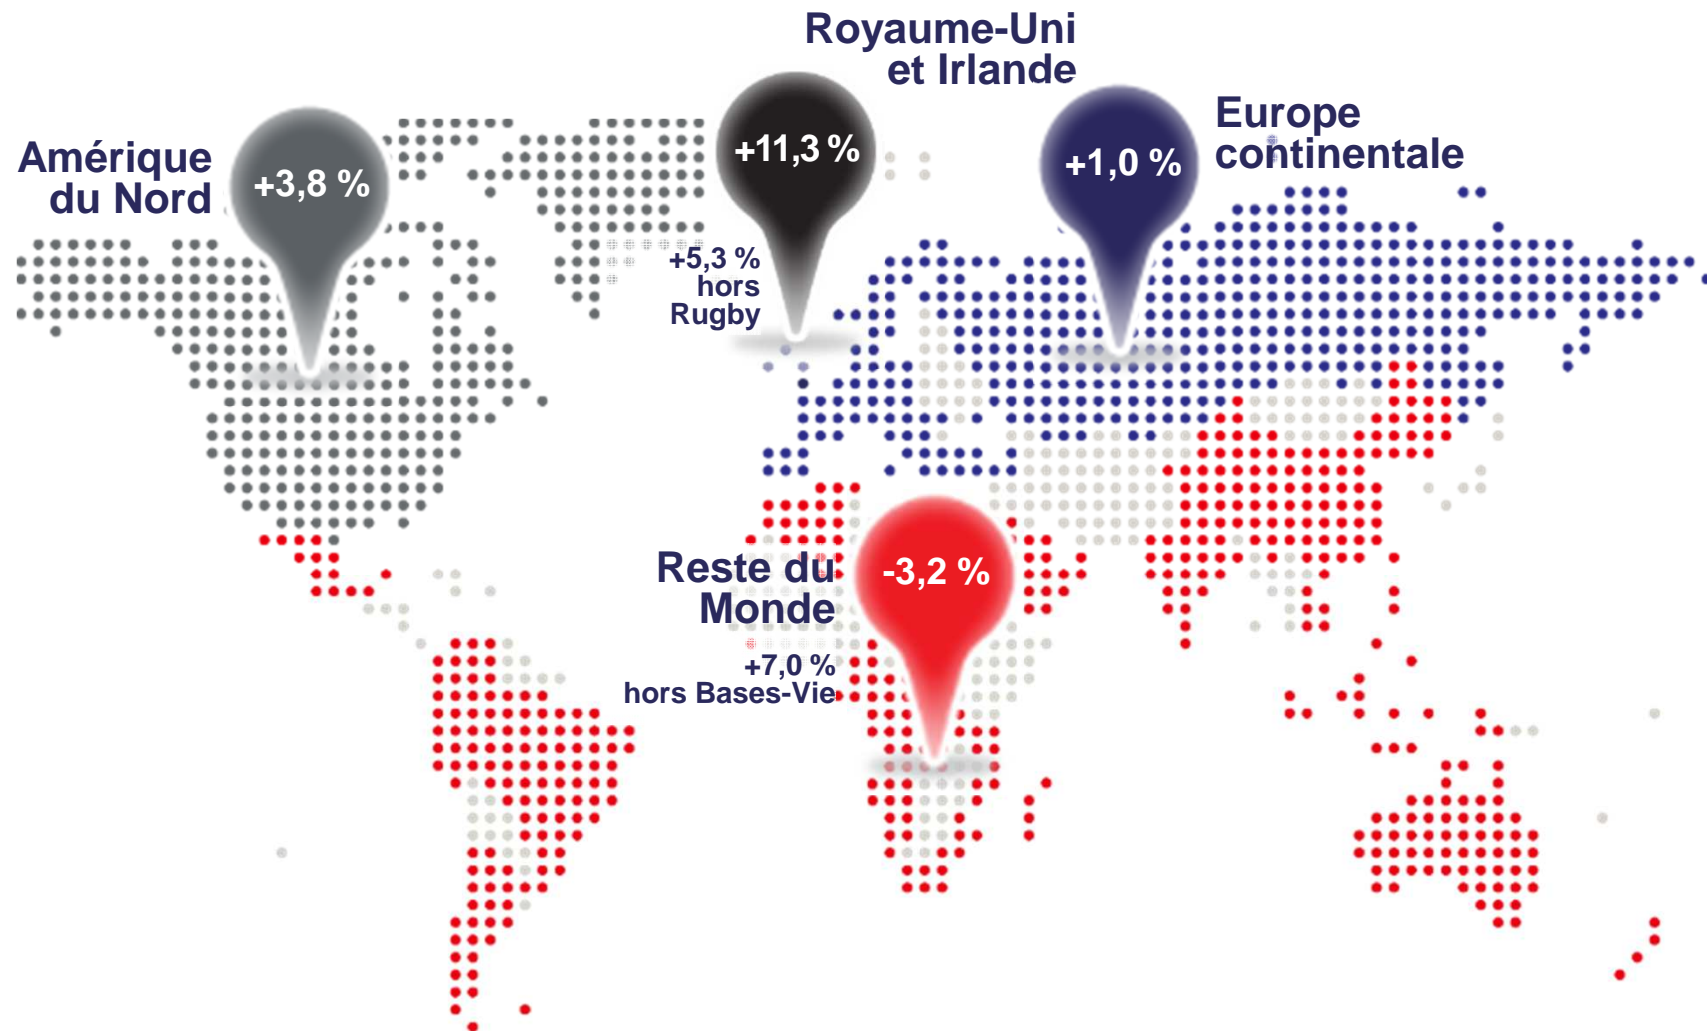 Royaume-Uni
et Irlande
+11,3 %
+5,3 %
hors
Rugby
Amérique
du Nord
+3,8 %
Europe
continentale
+1,0 %
Reste du
Monde
-3,2 %
+7,0 %
hors Bases-Vie